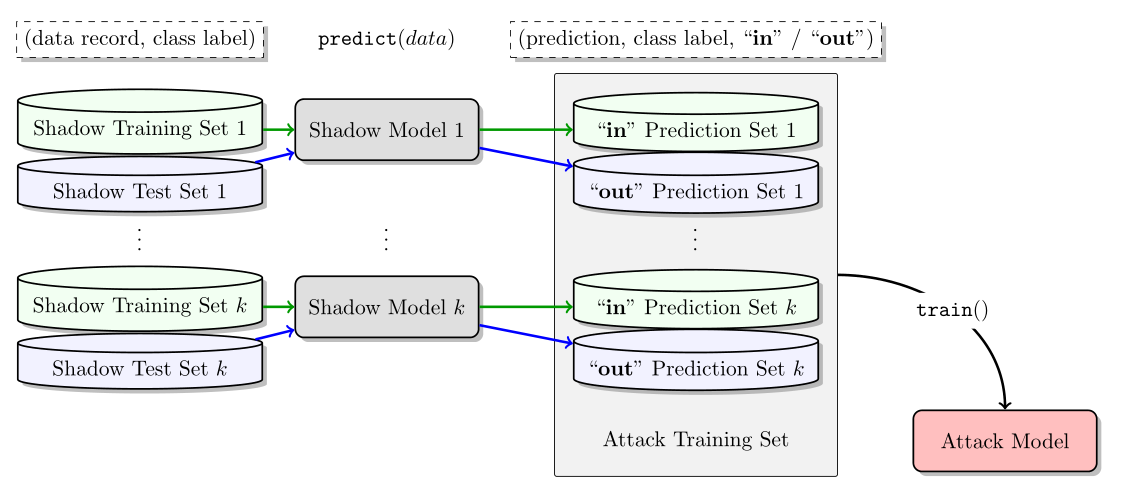 (data record, class label)
predict(data)
(prediction, class label, “in” / “out”)
Shadow Training Set 1
Shadow Model 1
“in” Prediction Set 1
Shadow Test Set 1
“out” Prediction Set 1
⋮ ⋮ ⋮
Shadow Training Set k
Shadow Model k
“in” Prediction Set k
train()
Shadow Test Set k
“out” Prediction Set k
Attack Training Set
Attack Model